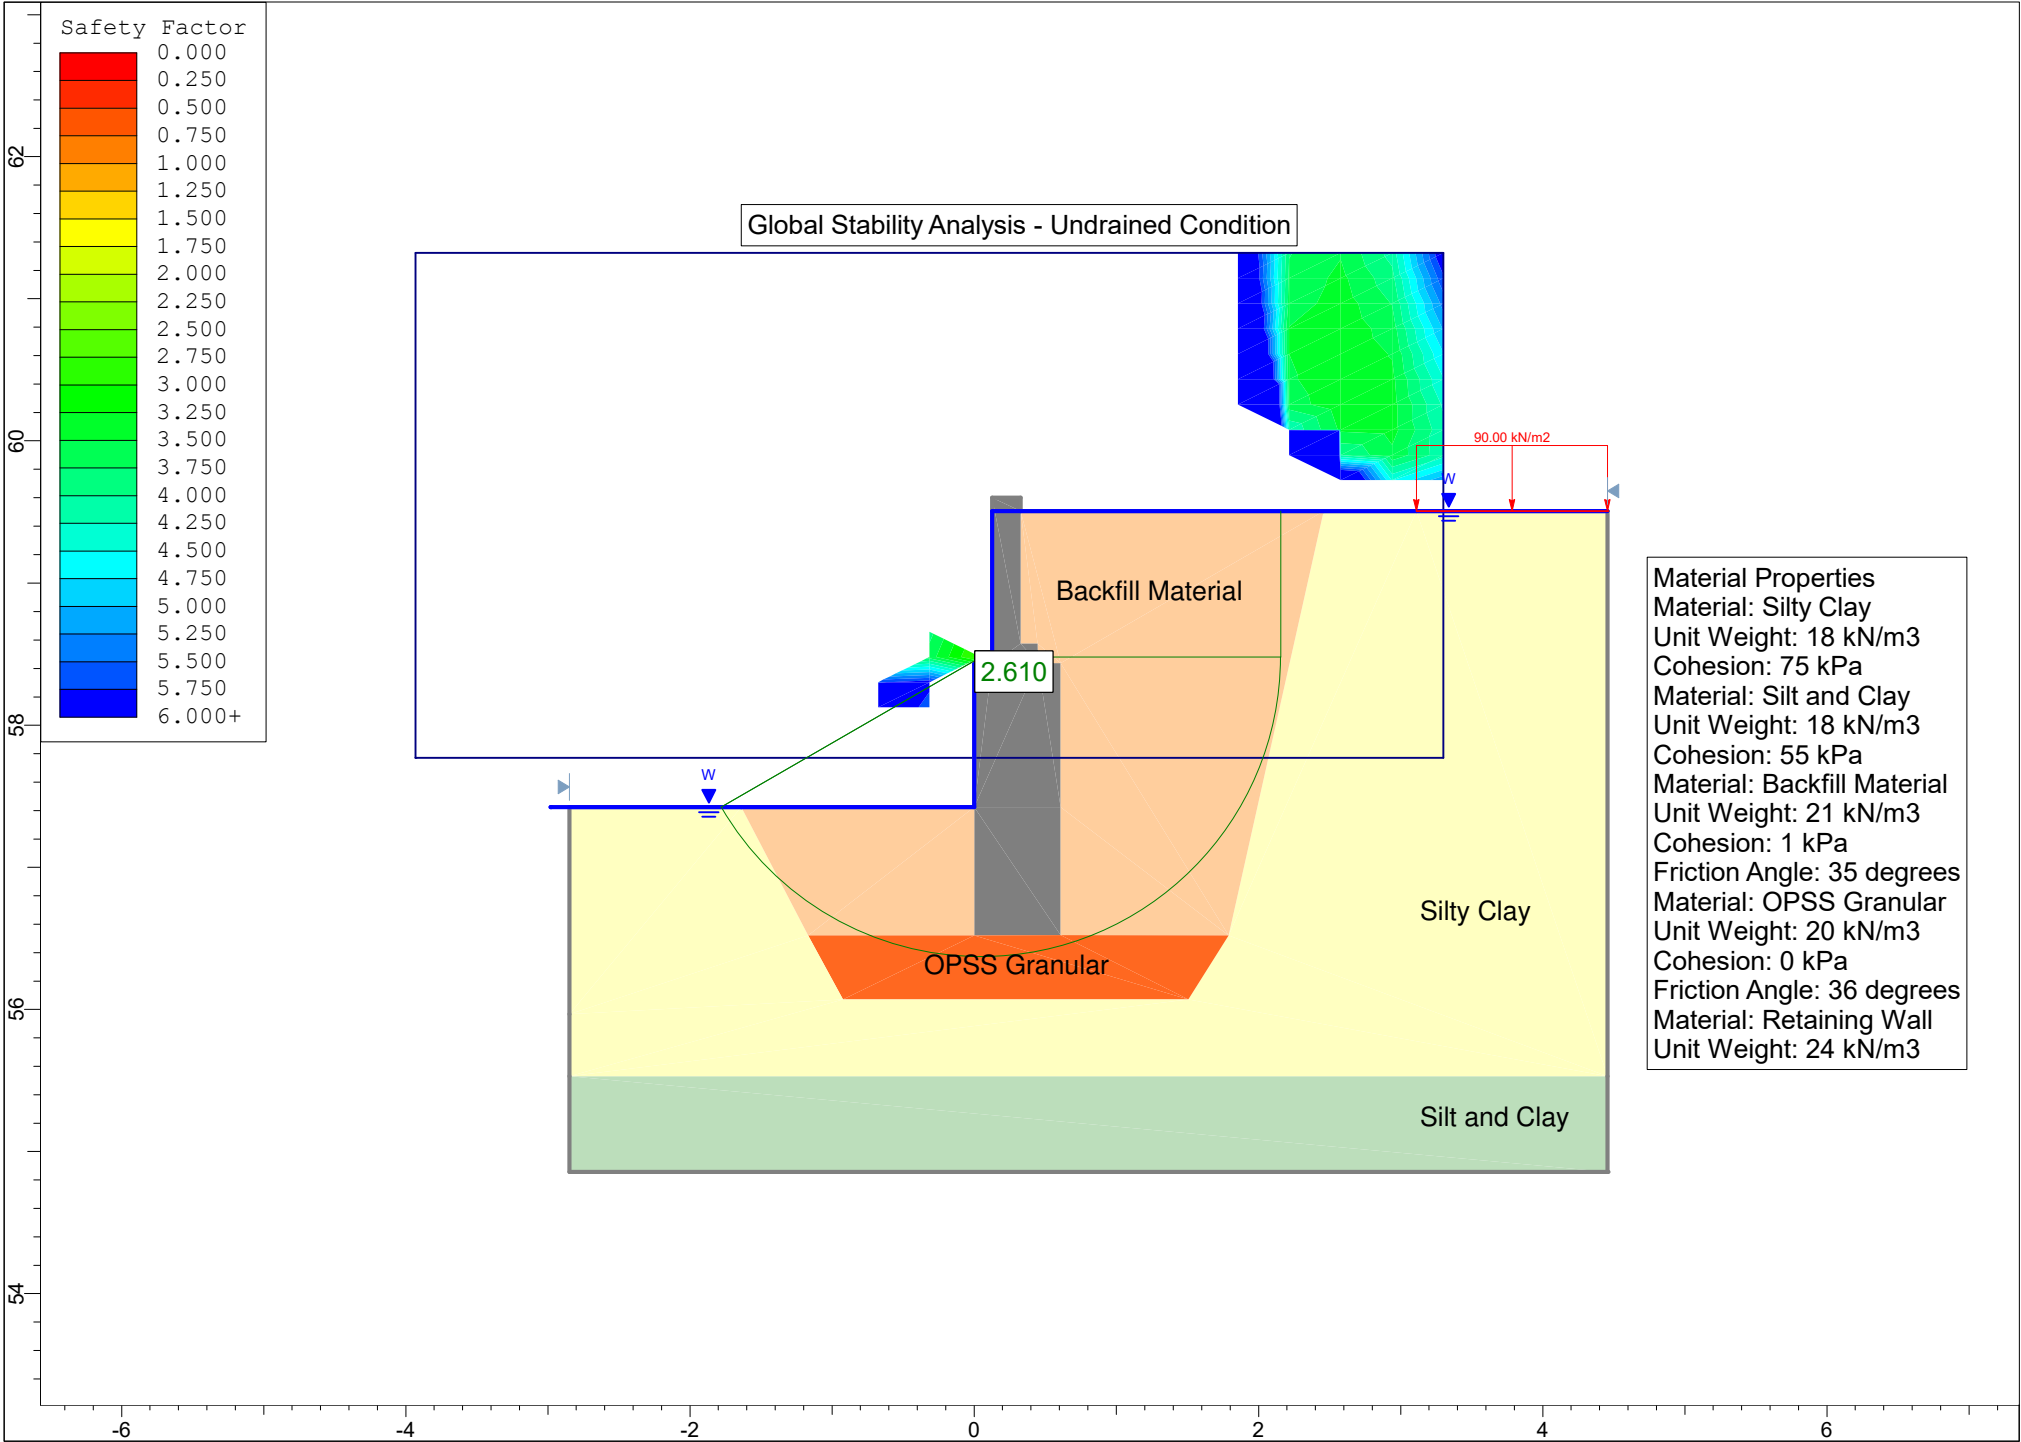 Safety Factor
0.000
0.250
0.500
0.750
1.000
1.250
1.500
1.750
2.000
2.250
2.500
2.750
3.000
3.250
3.500
3.750
4.000
4.250
4.500
4.750
5.000
5.250
5.500
5.750
6.000+
Global Stability Analysis - Undrained Condition
90.00 kN/m2
W
Backfill Material
2.610
W
Silty Clay
OPSS Granular
Silt and Clay
Material Properties
Material: Silty Clay
Unit Weight: 18 kN/m3
Cohesion: 75 kPa
Material: Silt and Clay
Unit Weight: 18 kN/m3
Cohesion: 55 kPa
Material: Backfill Material
Unit Weight: 21 kN/m3
Cohesion: 1 kPa
Friction Angle: 35 degrees
Material: OPSS Granular
Unit Weight: 20 kN/m3
Cohesion: 0 kPa
Friction Angle: 36 degrees
Material: Retaining Wall
Unit Weight: 24 kN/m3
62
60
58
56
54
-6
-4
-2
0
2
4
6